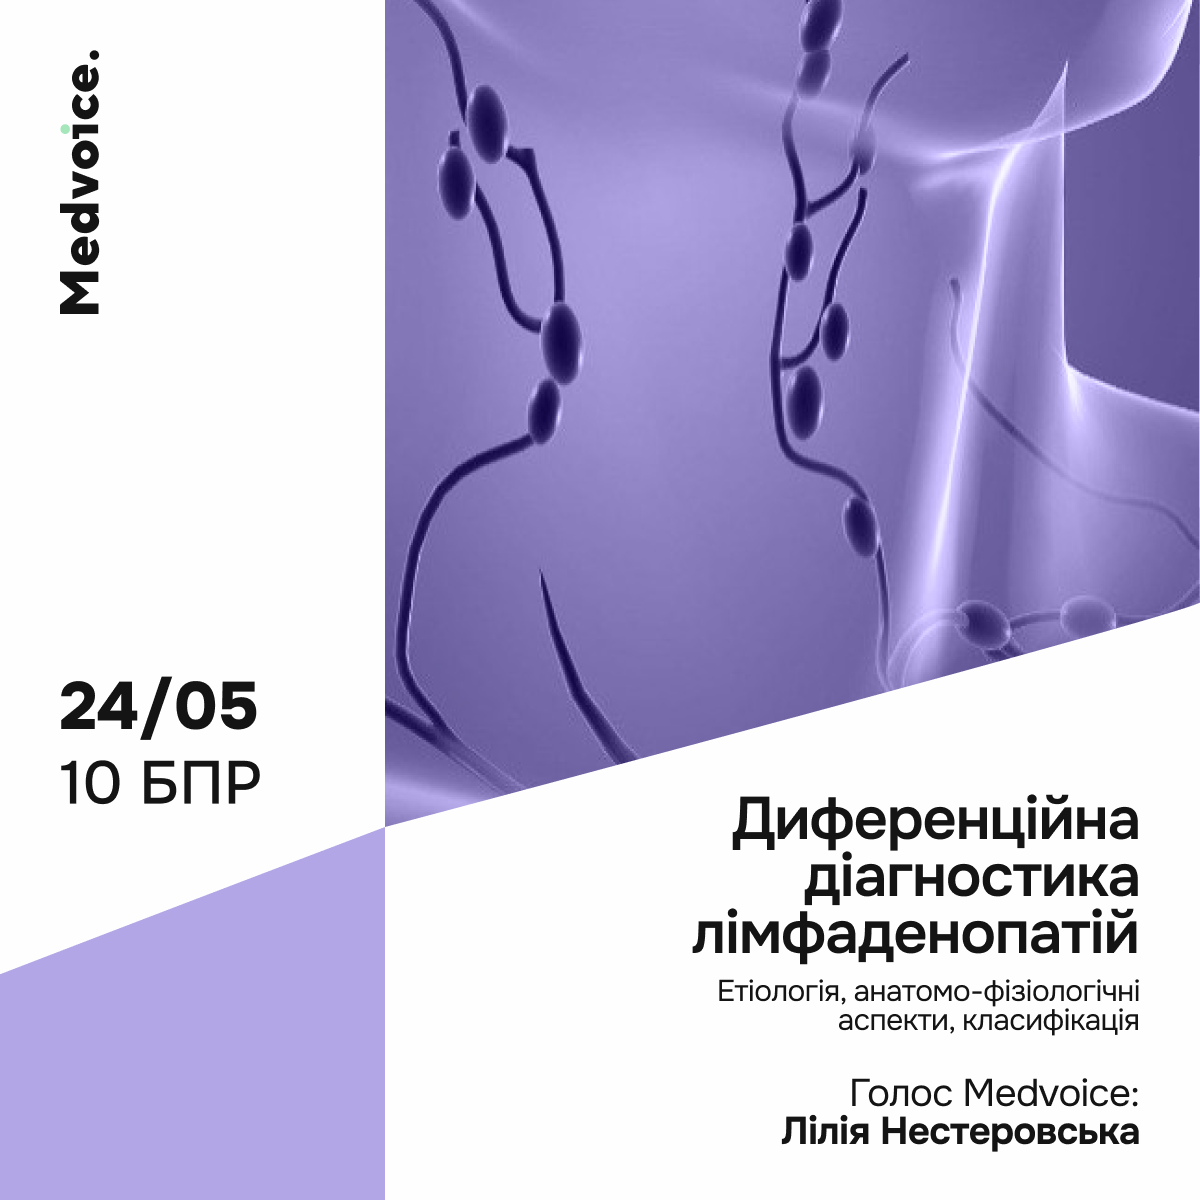 Medvoice.
24/05
10 БПР
Диференційна
діагностика
лімфаденопатій
Етіологія, анатомо-фізіологічні
аспекти, класифікація
Голос Medvoice:
Лілія Нестеровська